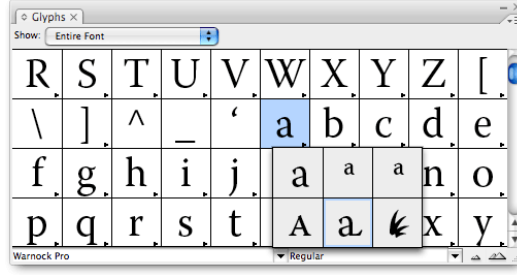 Glyphs ×
Show: Entire Font
R S T U V W X Y Z [
\ ] ^ _ ‘ a b c d e
f g h i j a a a n o
p q r s t A a x y
Warnock Pro Regular